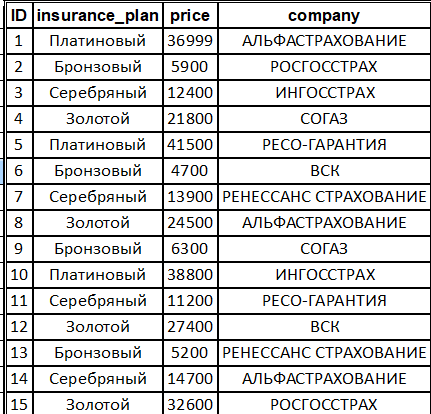 ID insurance_plan price company
1 Платиновый 36999 АЛЬФАСТРАХОВАНИЕ
2 Бронзовый 5900 РОСГОССТРАХ
3 Серебряный 12400 ИНГОССТРАХ
4 Золотой 21800 СОГАЗ
5 Платиновый 41500 РЕСО-ГАРАНТИЯ
6 Бронзовый 4700 ВСК
7 Серебряный 13900 РЕНЕССАНС СТРАХОВАНИЕ
8 Золотой 24500 АЛЬФАСТРАХОВАНИЕ
9 Бронзовый 6300 СОГАЗ
10 Платиновый 38800 ИНГОССТРАХ
11 Серебряный 11200 РЕСО-ГАРАНТИЯ
12 Золотой 27400 ВСК
13 Бронзовый 5200 РЕНЕССАНС СТРАХОВАНИЕ
14 Серебряный 14700 АЛЬФАСТРАХОВАНИЕ
15 Золотой 32600 РОСГОССТРАХ